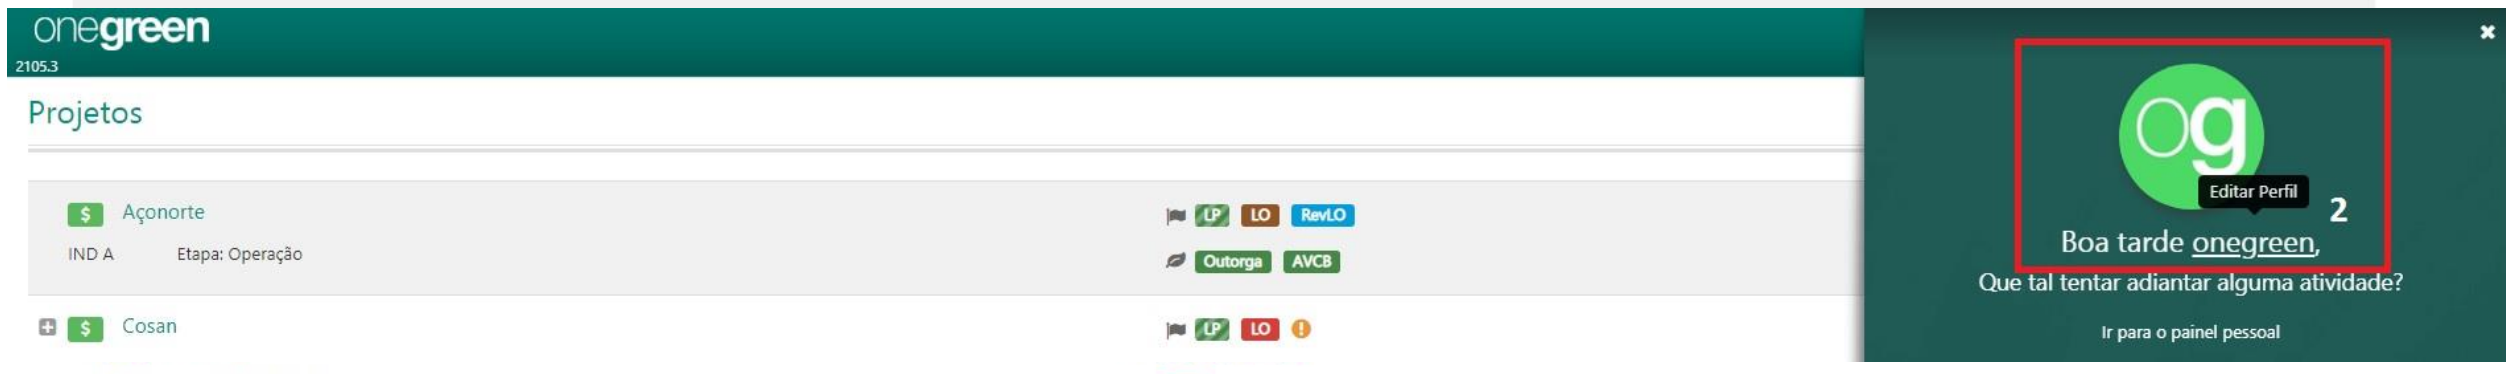 onegreen
2105.3
Projetos
$ Açonorte
LP LO RevLO
IND A Etapa: Operação
Outorga AVCB
$ Cosan
LP LO !
og
Editar Perfil
2
Boa tarde onegreen,
Que tal tentar adiantar alguma atividade?
Ir para o painel pessoal